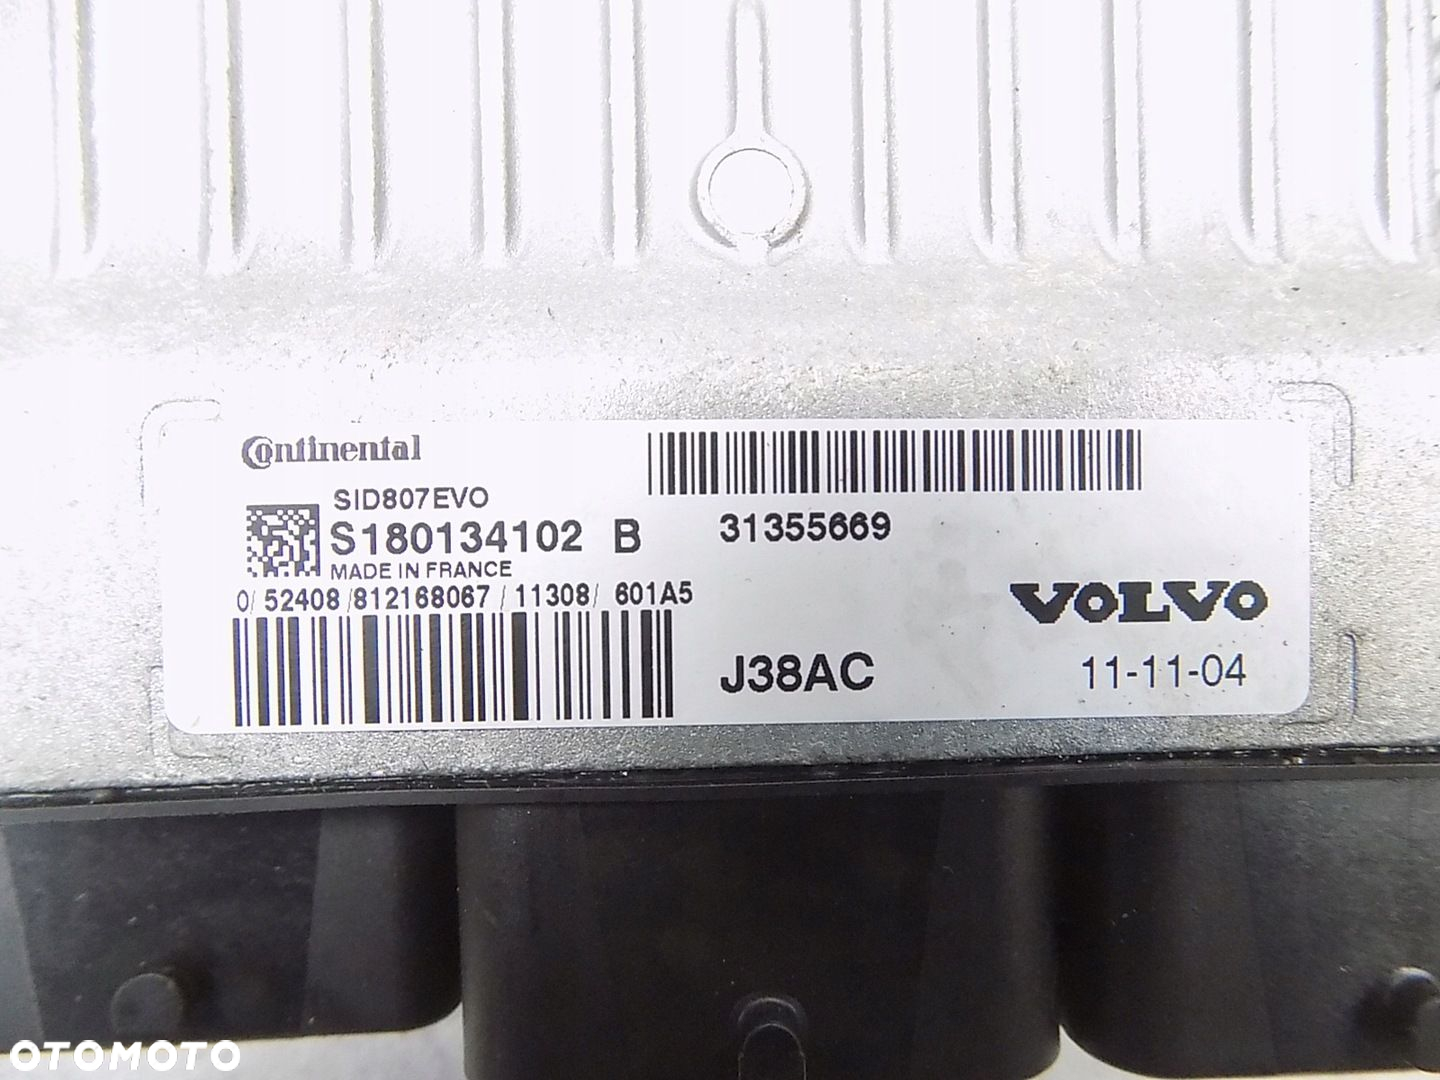 Continental
SID807EVO
S180134102 B
MADE IN FRANCE
0/ 52408 /812168067 /11308/ 601A5
31355669
VOLVO
J38AC
11-11-04
OTOMOTO